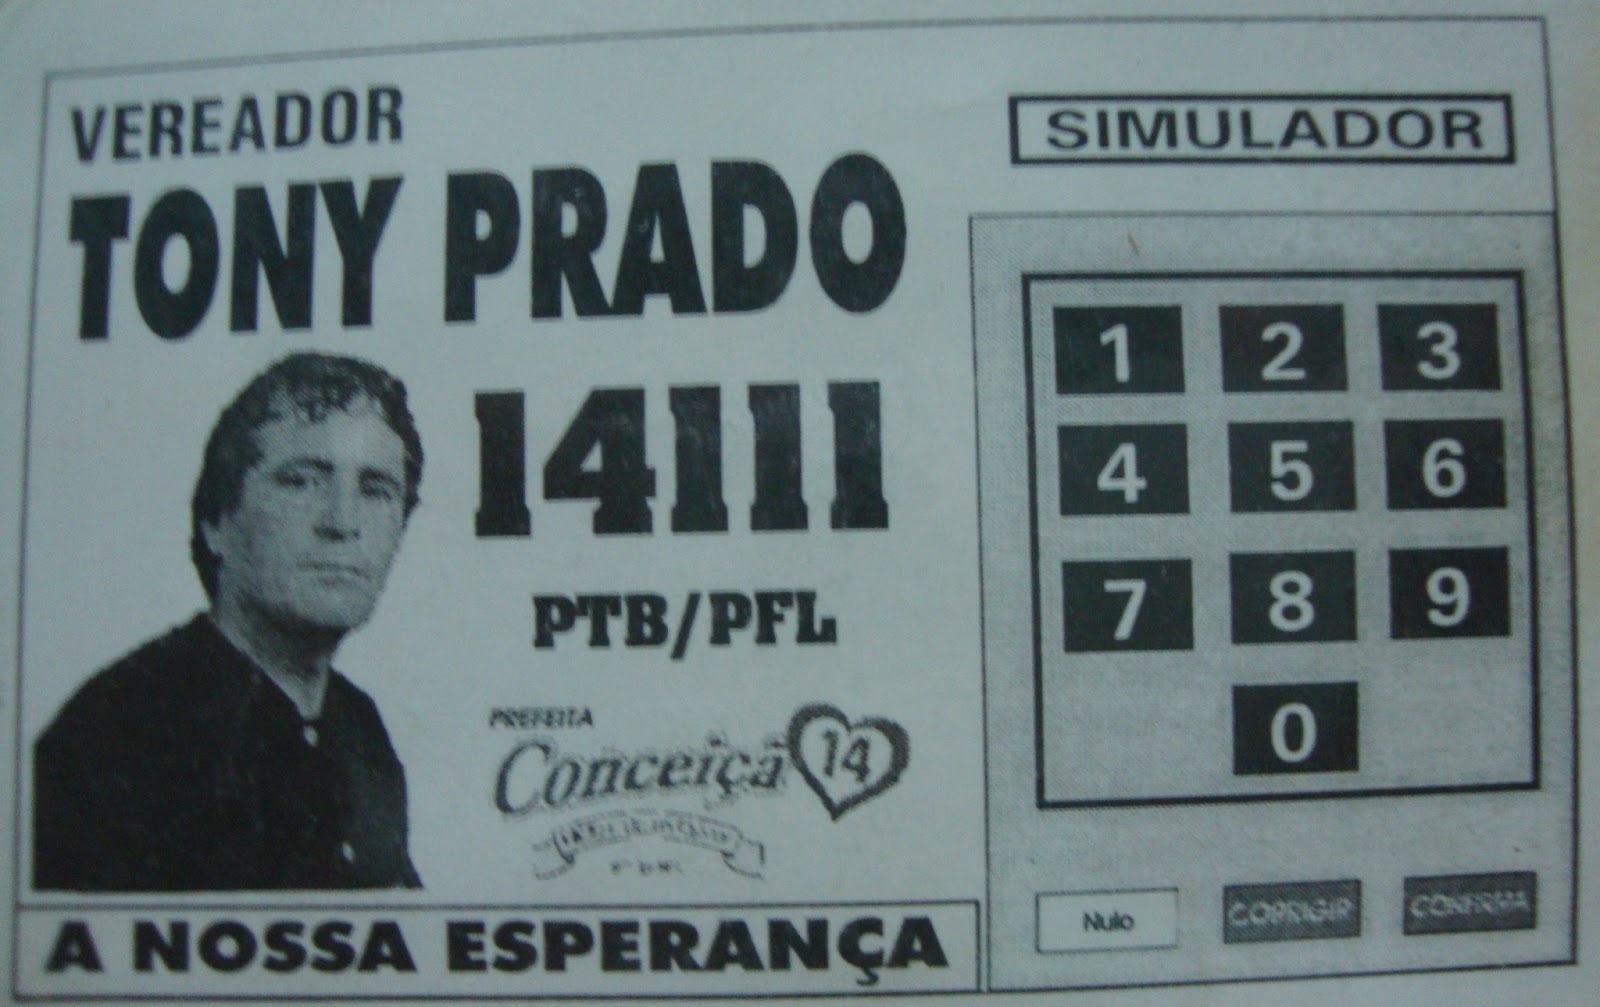 VEREADOR
TONY PRADO
14111
PTB/PFL
PREFEITA
Conceição
14
A NOSSA ESPERANÇA
SIMULADOR
1 2 3
4 5 6
7 8 9
0
Nulo CORRIGIR CONFIRMA